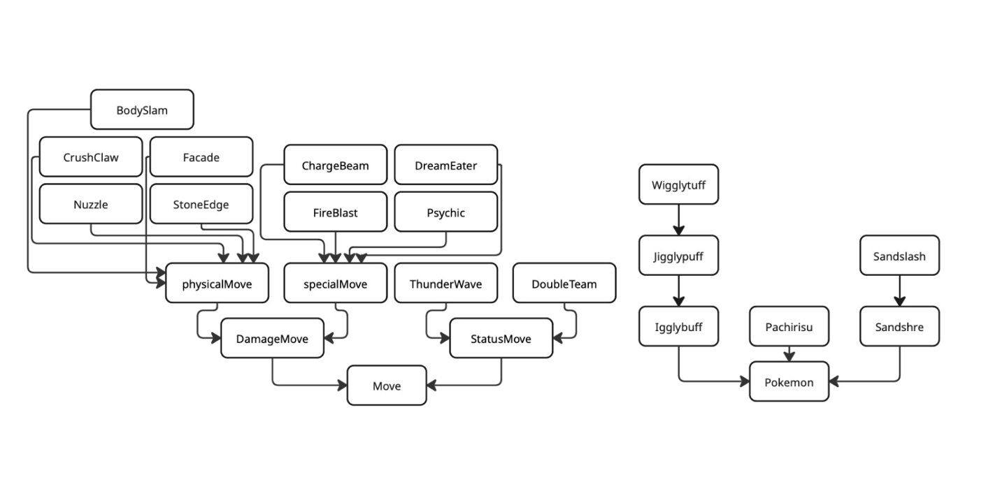 BodySlam
CrushClaw
Facade
Nuzzle
StoneEdge
ChargeBeam
DreamEater
FireBlast
Psychic
physicalMove
specialMove
ThunderWave
DoubleTeam
DamageMove
StatusMove
Move
Wigglytuff
Jigglypuff
Sandslash
Igglybuff
Pachirisu
Sandshre
Pokemon